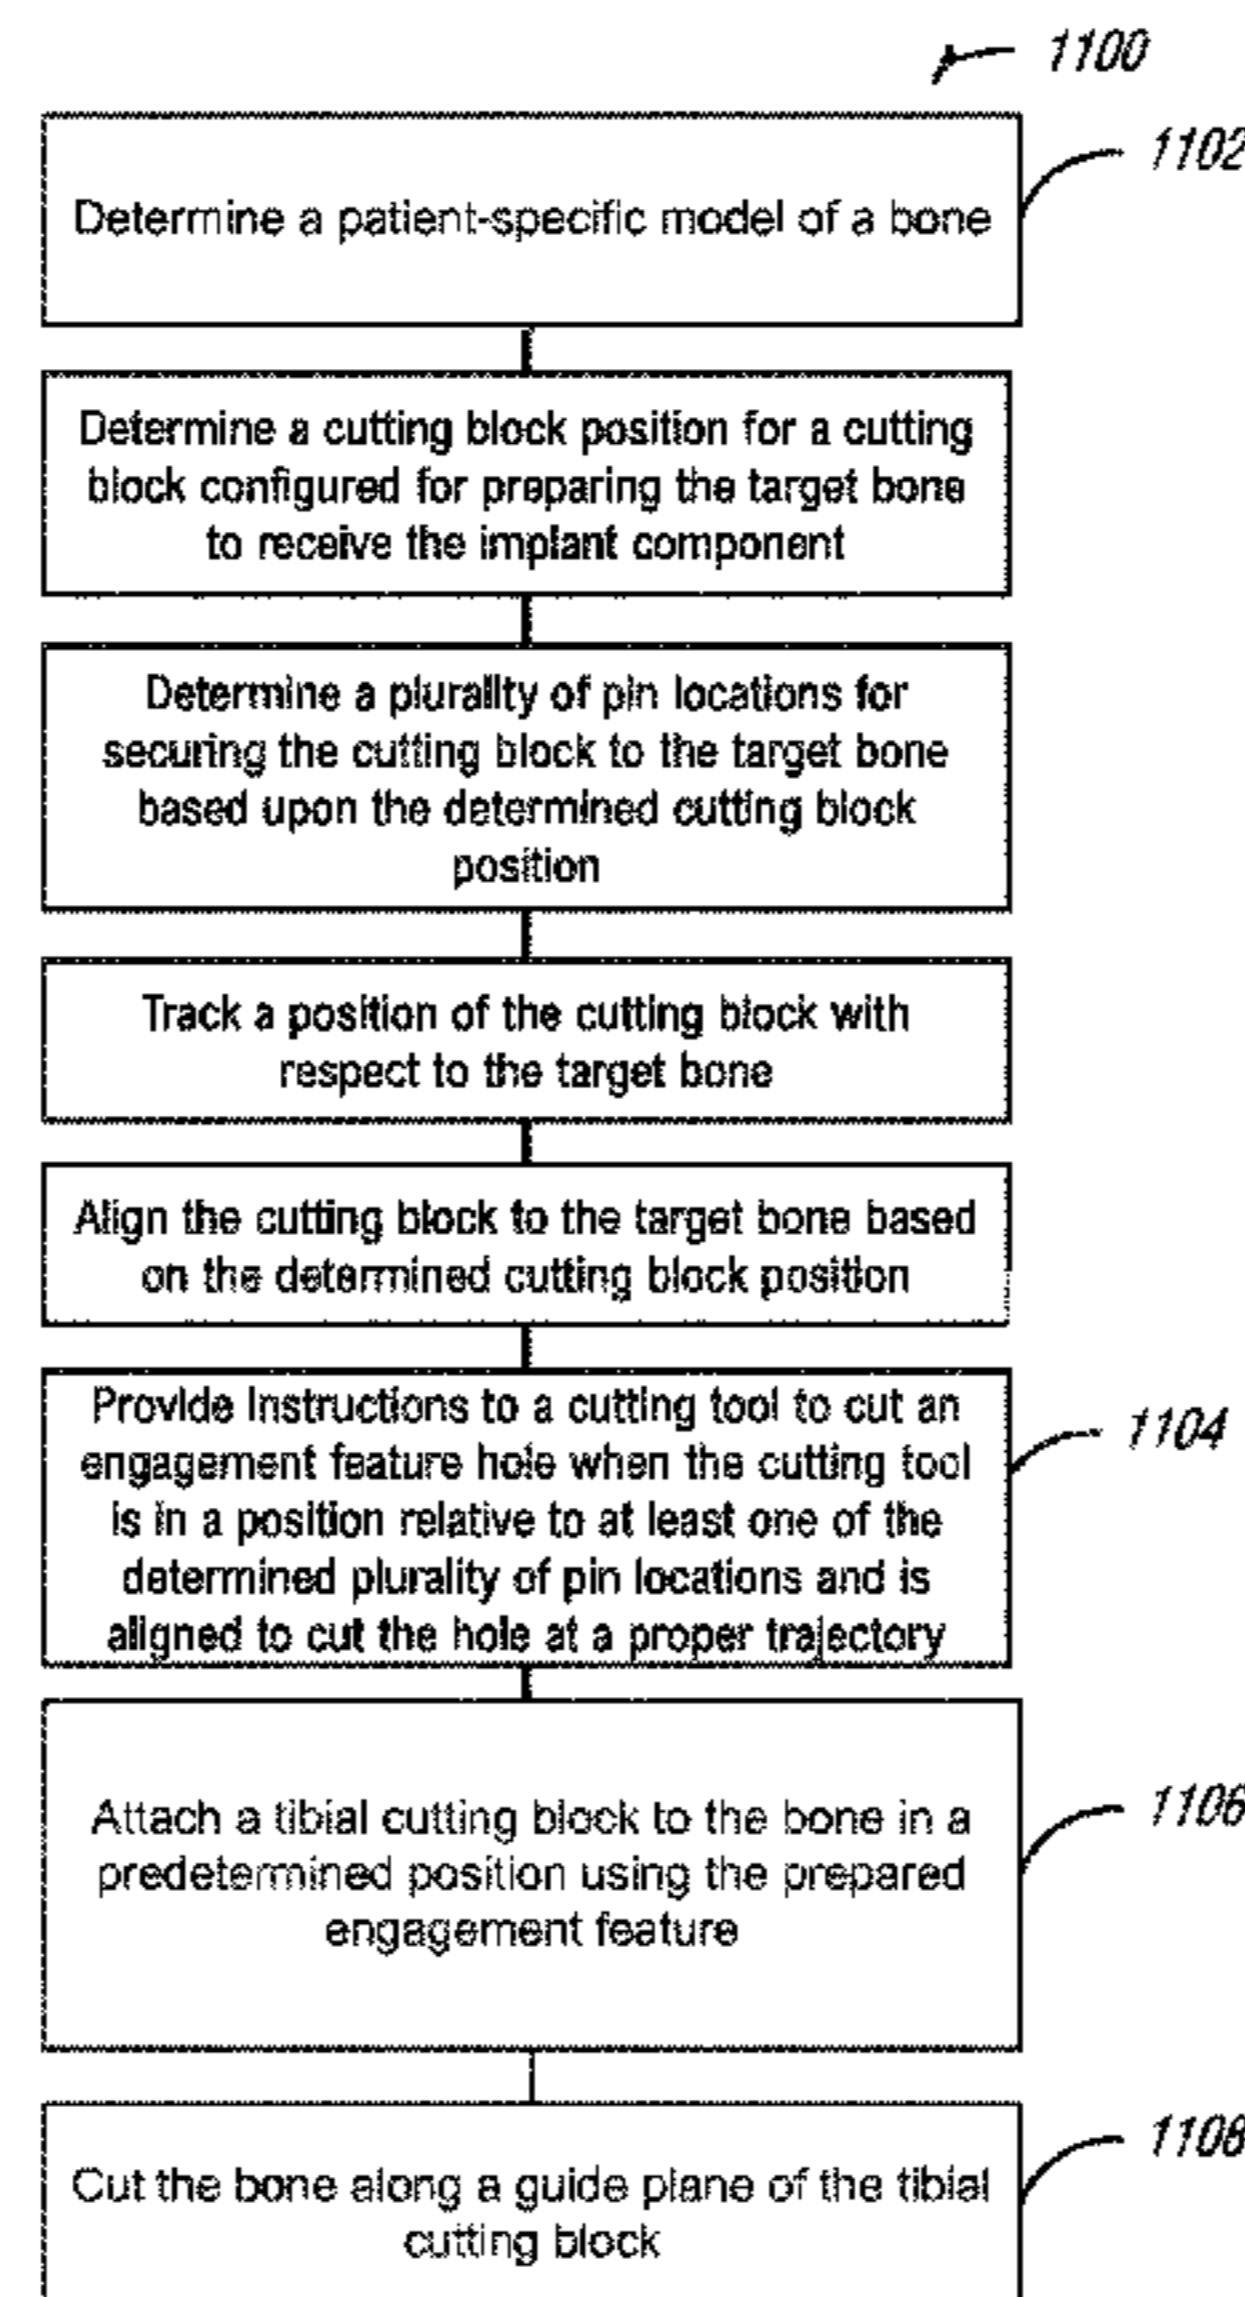 1100
1102
Determine a patient-specific model of a bone
Determine a cutting block position for a cutting
block configured for preparing the target bone
to receive the implant component
Determine a plurality of pin locations for
securing the cutting block to the target bone
based upon the determined cutting block
position
Track a position of the cutting block with
respect to the target bone
Align the cutting block to the target bone based
on the determined cutting block position
Provide Instructions to a cutting tool to cut an
engagement feature hole when the cutting tool
is in a position relative to at least one of the
determined plurality of pin locations and is
aligned to cut the hole at a proper trajectory
1104
Attach a tibial cutting block to the bone in a
predetermined position using the prepared
engagement feature
1106
Cut the bone along a guide plane of the tibial
cutting block
1108